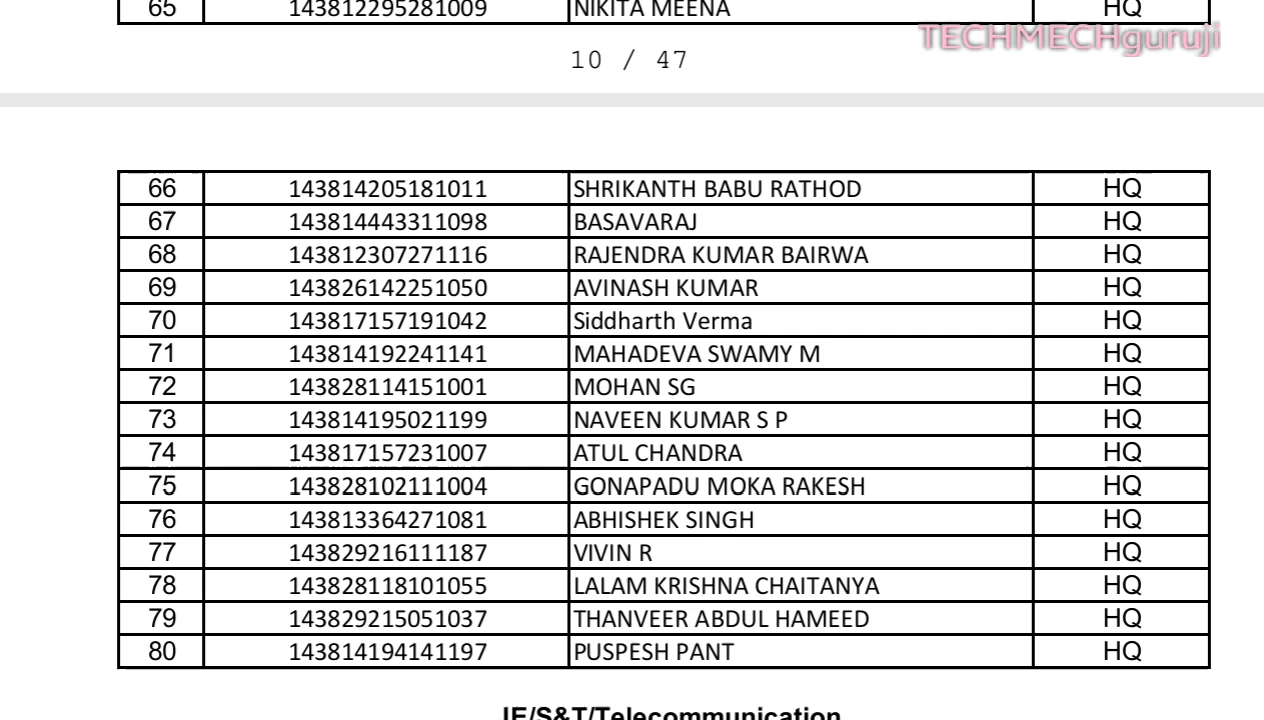 65 143812295281009 NIKITA MEENA HQ
TECHMECHguruji
10 / 47
66 143814205181011 SHRIKANTH BABU RATHOD HQ
67 143814443311098 BASAVARAJ HQ
68 143812307271116 RAJENDRA KUMAR BAIRWA HQ
69 143826142251050 AVINASH KUMAR HQ
70 143817157191042 Siddharth Verma HQ
71 143814192241141 MAHADEVA SWAMY M HQ
72 143828114151001 MOHAN SG HQ
73 143814195021199 NAVEEN KUMAR S P HQ
74 143817157231007 ATUL CHANDRA HQ
75 143828102111004 GONAPADU MOKA RAKESH HQ
76 143813364271081 ABHISHEK SINGH HQ
77 143829216111187 VIVIN R HQ
78 143828118101055 LALAM KRISHNA CHAITANYA HQ
79 143829215051037 THANVEER ABDUL HAMEED HQ
80 143814194141197 PUSPESH PANT HQ
JE/S&T/Telecommunication